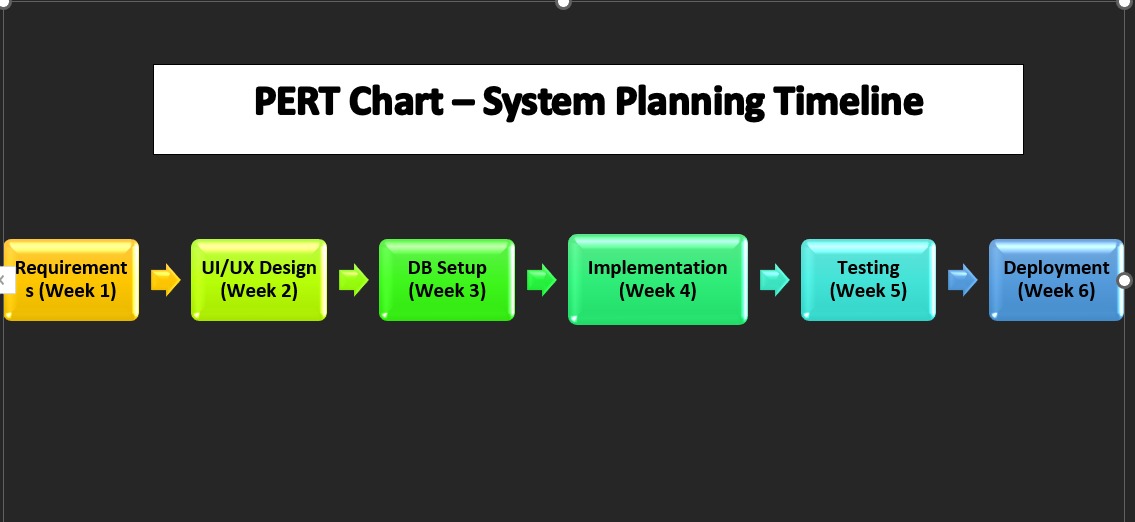 PERT Chart – System Planning Timeline
Requirement
s (Week 1)
UI/UX Design
(Week 2)
DB Setup
(Week 3)
Implementation
(Week 4)
Testing
(Week 5)
Deployment
(Week 6)